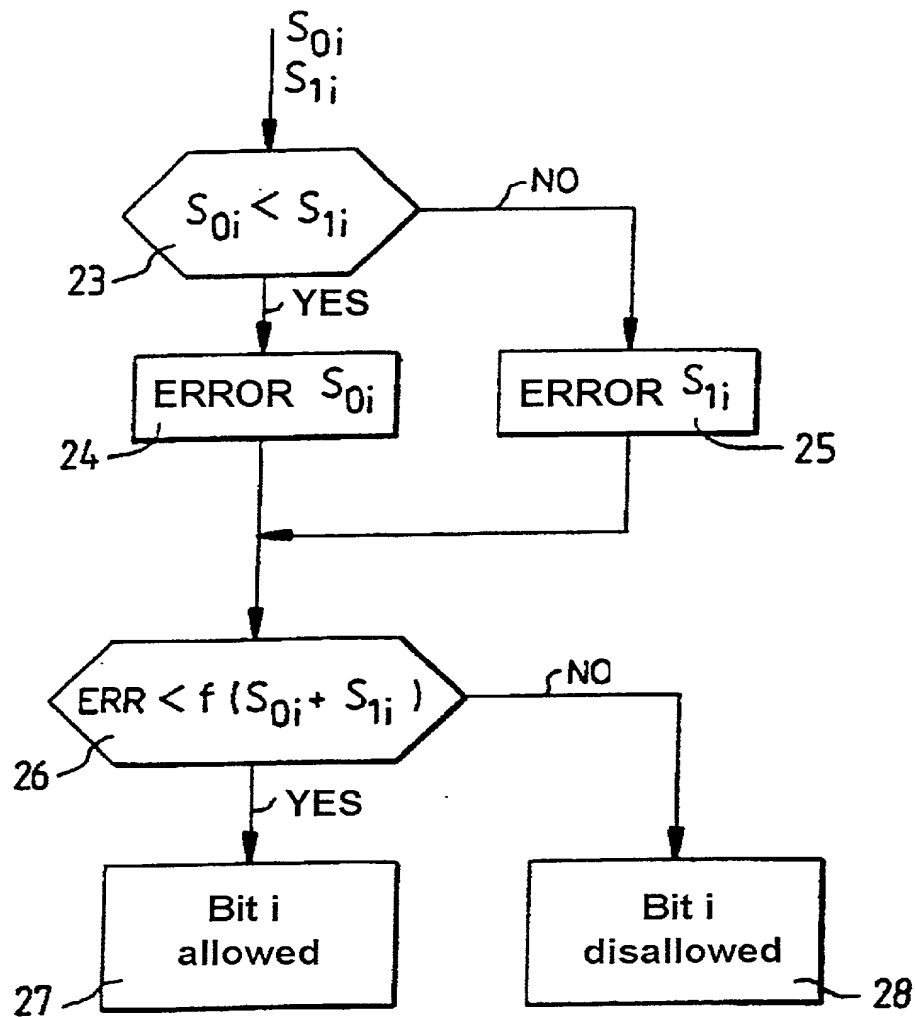 S0i
S1i
S0i < S1i
NO
23
YES
ERROR S0i
ERROR S1i
24
25
ERR < f (S0i + S1i)
NO
26
YES
Bit i
allowed
Bit i
disallowed
27
28